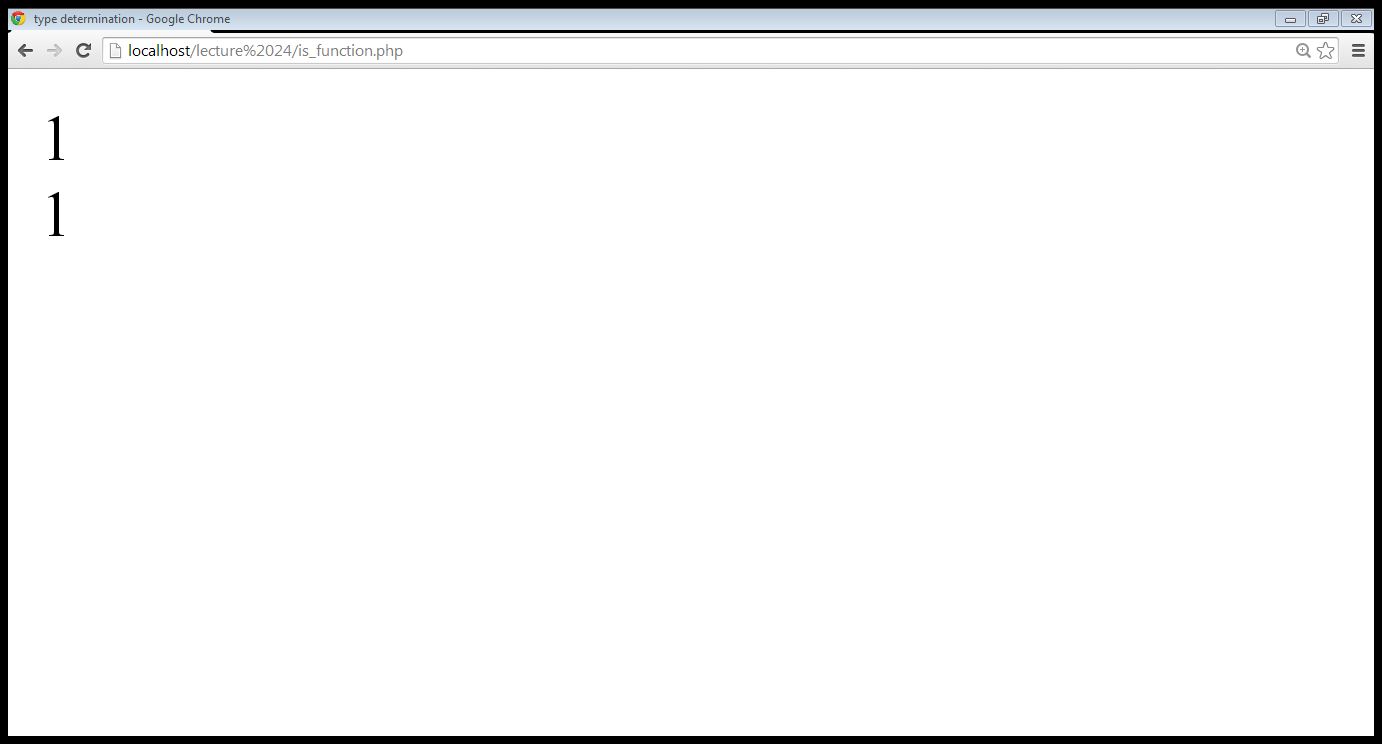 type determination - Google Chrome
localhost/lecture%2024/is_function.php
1
1